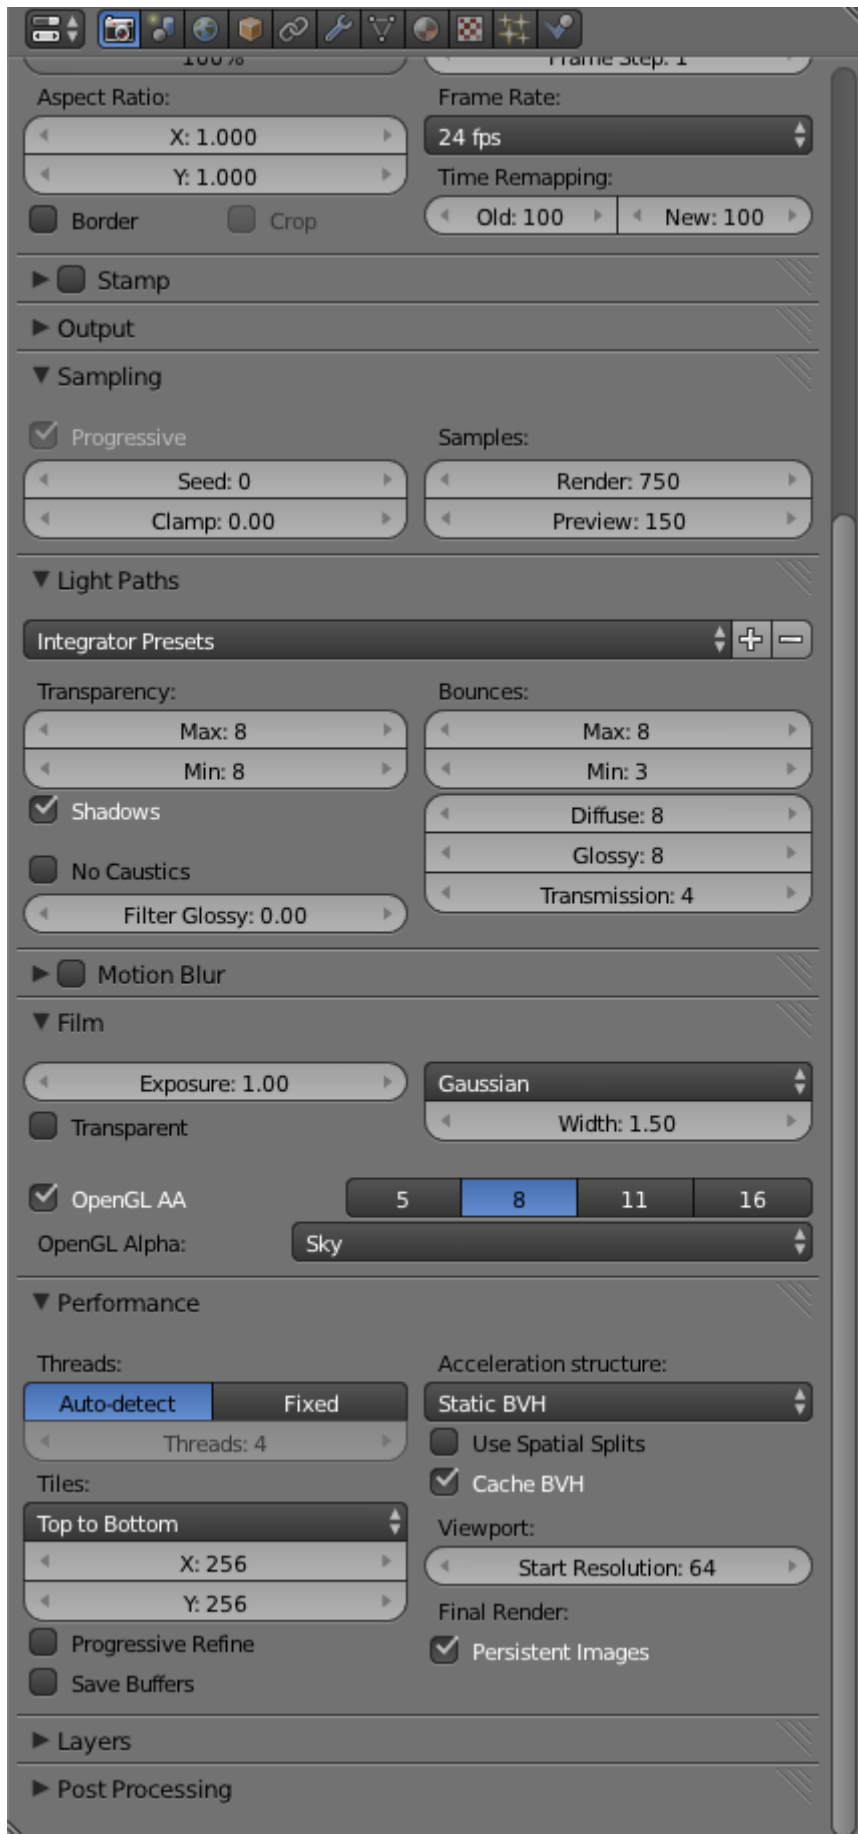 100%
Frame Step: 1
Aspect Ratio:
Frame Rate:
X: 1.000
24 fps
Y: 1.000
Time Remapping:
Border
Crop
Old: 100
New: 100
Stamp
Output
Sampling
Progressive
Samples:
Seed: 0
Render: 750
Clamp: 0.00
Preview: 150
Light Paths
Integrator Presets
Transparency:
Bounces:
Max: 8
Max: 8
Min: 8
Min: 3
Shadows
Diffuse: 8
Glossy: 8
No Caustics
Transmission: 4
Filter Glossy: 0.00
Motion Blur
Film
Exposure: 1.00
Gaussian
Transparent
Width: 1.50
OpenGL AA
5
8
11
16
OpenGL Alpha:
Sky
Performance
Threads:
Acceleration structure:
Auto-detect
Fixed
Static BVH
Threads: 4
Use Spatial Splits
Tiles:
Cache BVH
Top to Bottom
Viewport:
X: 256
Start Resolution: 64
Y: 256
Final Render:
Progressive Refine
Persistent Images
Save Buffers
Layers
Post Processing